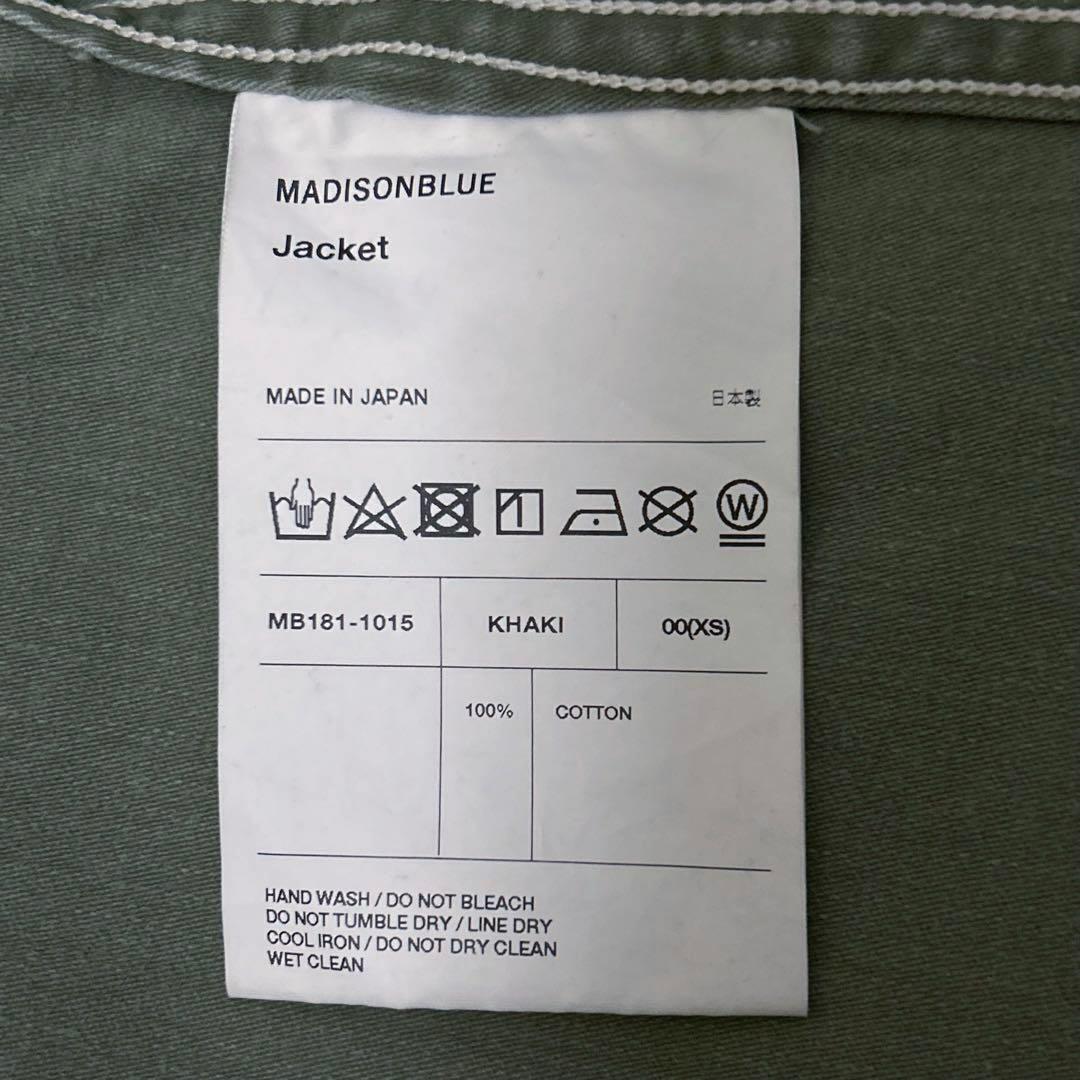 MADISONBLUE
Jacket
MADE IN JAPAN 日本製
W
MB181-1015 KHAKI 00(XS)
100% COTTON
HAND WASH / DO NOT BLEACH
DO NOT TUMBLE DRY / LINE DRY
COOL IRON / DO NOT DRY CLEAN
WET CLEAN